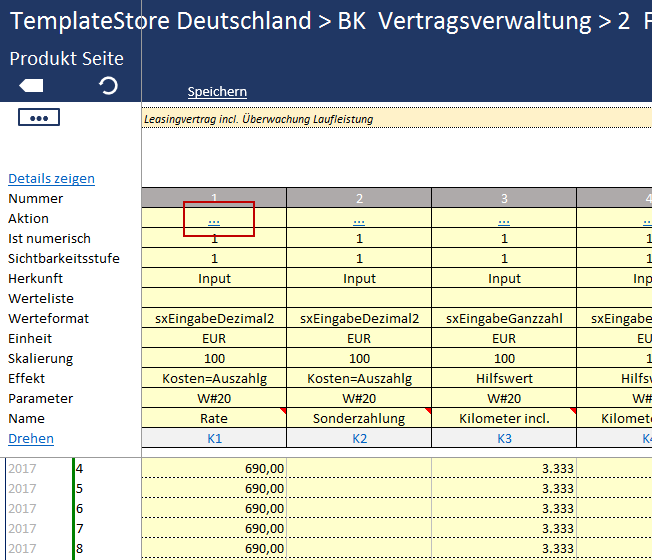 TemplateStore Deutschland > BK Vertragsverwaltung > 2 F
Produkt Seite
Speichern
Leasingvertrag incl. Überwachung Laufleistung
Details zeigen
Nummer 1 2 3 4
Aktion ... ... ... ..
Ist numerisch 1 1 1 1
Sichtbarkeitsstufe 1 1 1 1
Herkunft Input Input Input Input
Werteliste
Werteformat sxEingabeDezimal2 sxEingabeDezimal2 sxEingabeGanzzahl sxEingabe
Einheit EUR EUR EUR EU
Skalierung 100 100 100 1
Effekt Kosten=Auszahlg Kosten=Auszahlg Hilfswert Hilfsw
Parameter W#20 W#20 W#20 W#
Name Rate Sonderzahlung Kilometer incl. Kilomete
Drehen K1 K2 K3 K4
2017 4 690,00 3.333
2017 5 690,00 3.333
2017 6 690,00 3.333
2017 7 690,00 3.333
2017 8 690,00 3.333